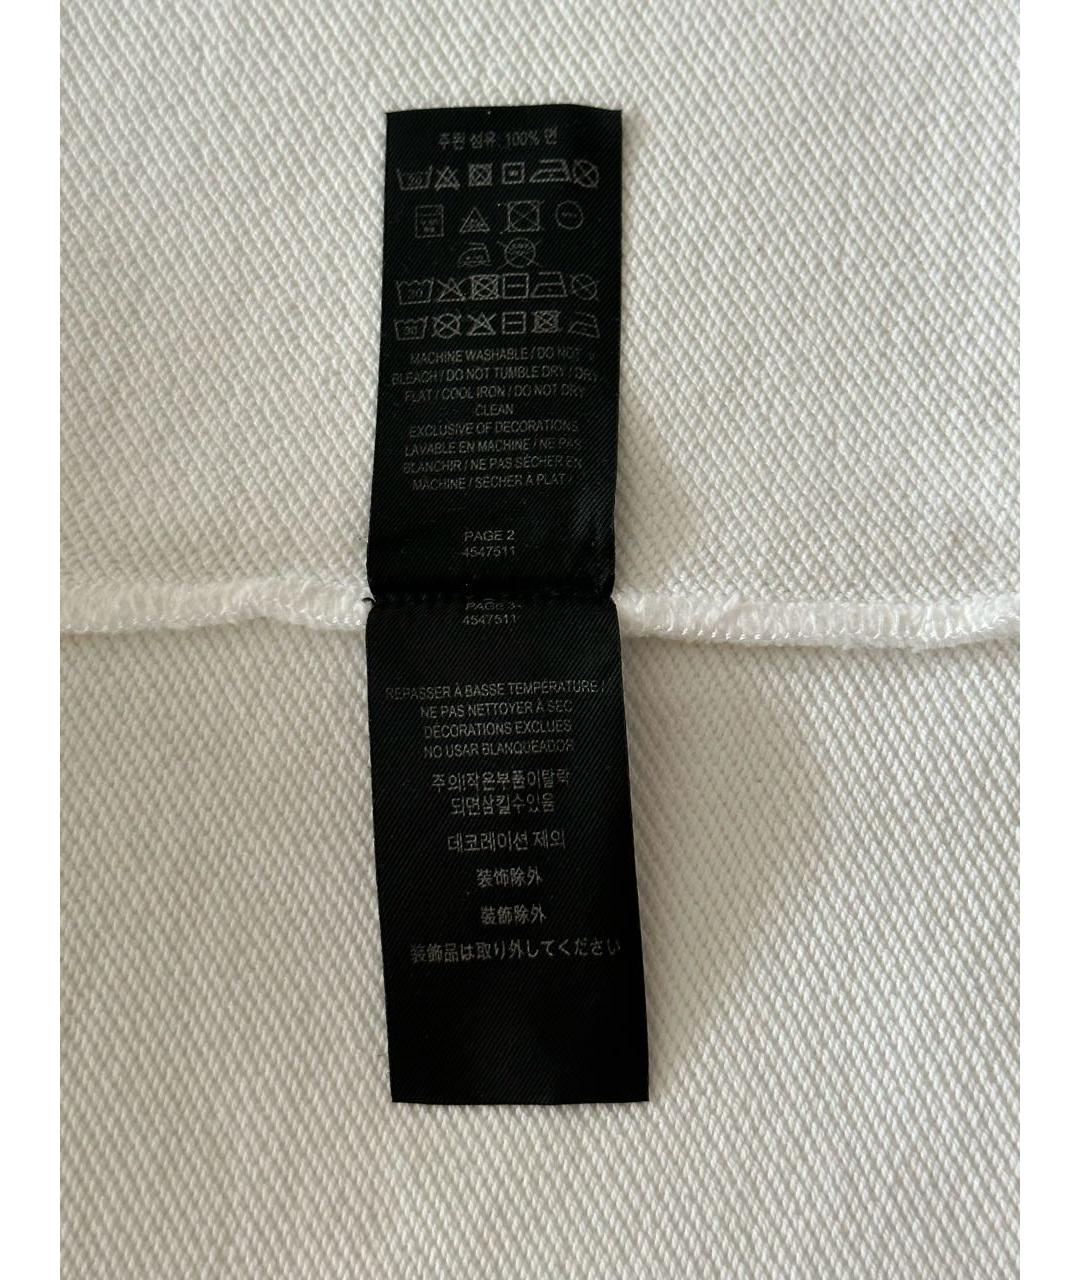 주원 섬유 100% 면
MACHINE WASHABLE / DO NOT
BLEACH / DO NOT TUMBLE DRY / DRY
FLAT / COOL IRON / DO NOT DRY
CLEAN
EXCLUSIVE OF DECORATIONS
LAVABLE EN MACHINE / NE PAS
BLANCHIR / NE PAS SÉCHER EN
MACHINE / SÉCHER À PLAT /
PAGE 2
4547511
PAGE 3
4547511
REPASSER À BASSE TEMPÉRATURE /
NE PAS NETTOYER À SEC
DÉCORATIONS EXCLUES
NO USAR BLANQUEADOR
주의!작은부품이탈락
되면삼킬수있음
데코레이션 제외
装饰除外
裝飾除外
装飾品は取り外してください